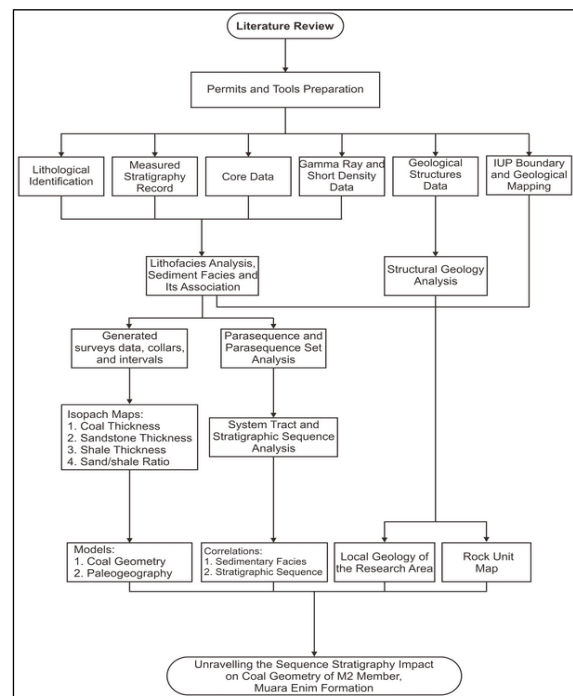 Literature Review
Permits and Tools Preparation
Lithological
Identification
Measured
Stratigraphy
Record
Core Data
Gamma Ray and
Short Density
Data
Geological
Structures
Data
IUP Boundary
and Geological
Mapping
Lithofacies Analysis,
Sediment Facies and
Its Association
Structural Geology
Analysis
Generated
surveys data, collars,
and intervals
Parasequence and
Parasequence Set
Analysis
Isopach Maps:
1. Coal Thickness
2. Sandstone Thickness
3. Shale Thickness
4. Sand/shale Ratio
System Tract and
Stratigraphic Sequence
Analysis
Models:
1. Coal Geometry
2. Paleogeography
Correlations:
1. Sedimentary Facies
2. Stratigraphic Sequence
Local Geology of
the Research Area
Rock Unit
Map
Unravelling the Sequence Stratigraphy Impact
on Coal Geometry of M2 Member,
Muara Enim Formation